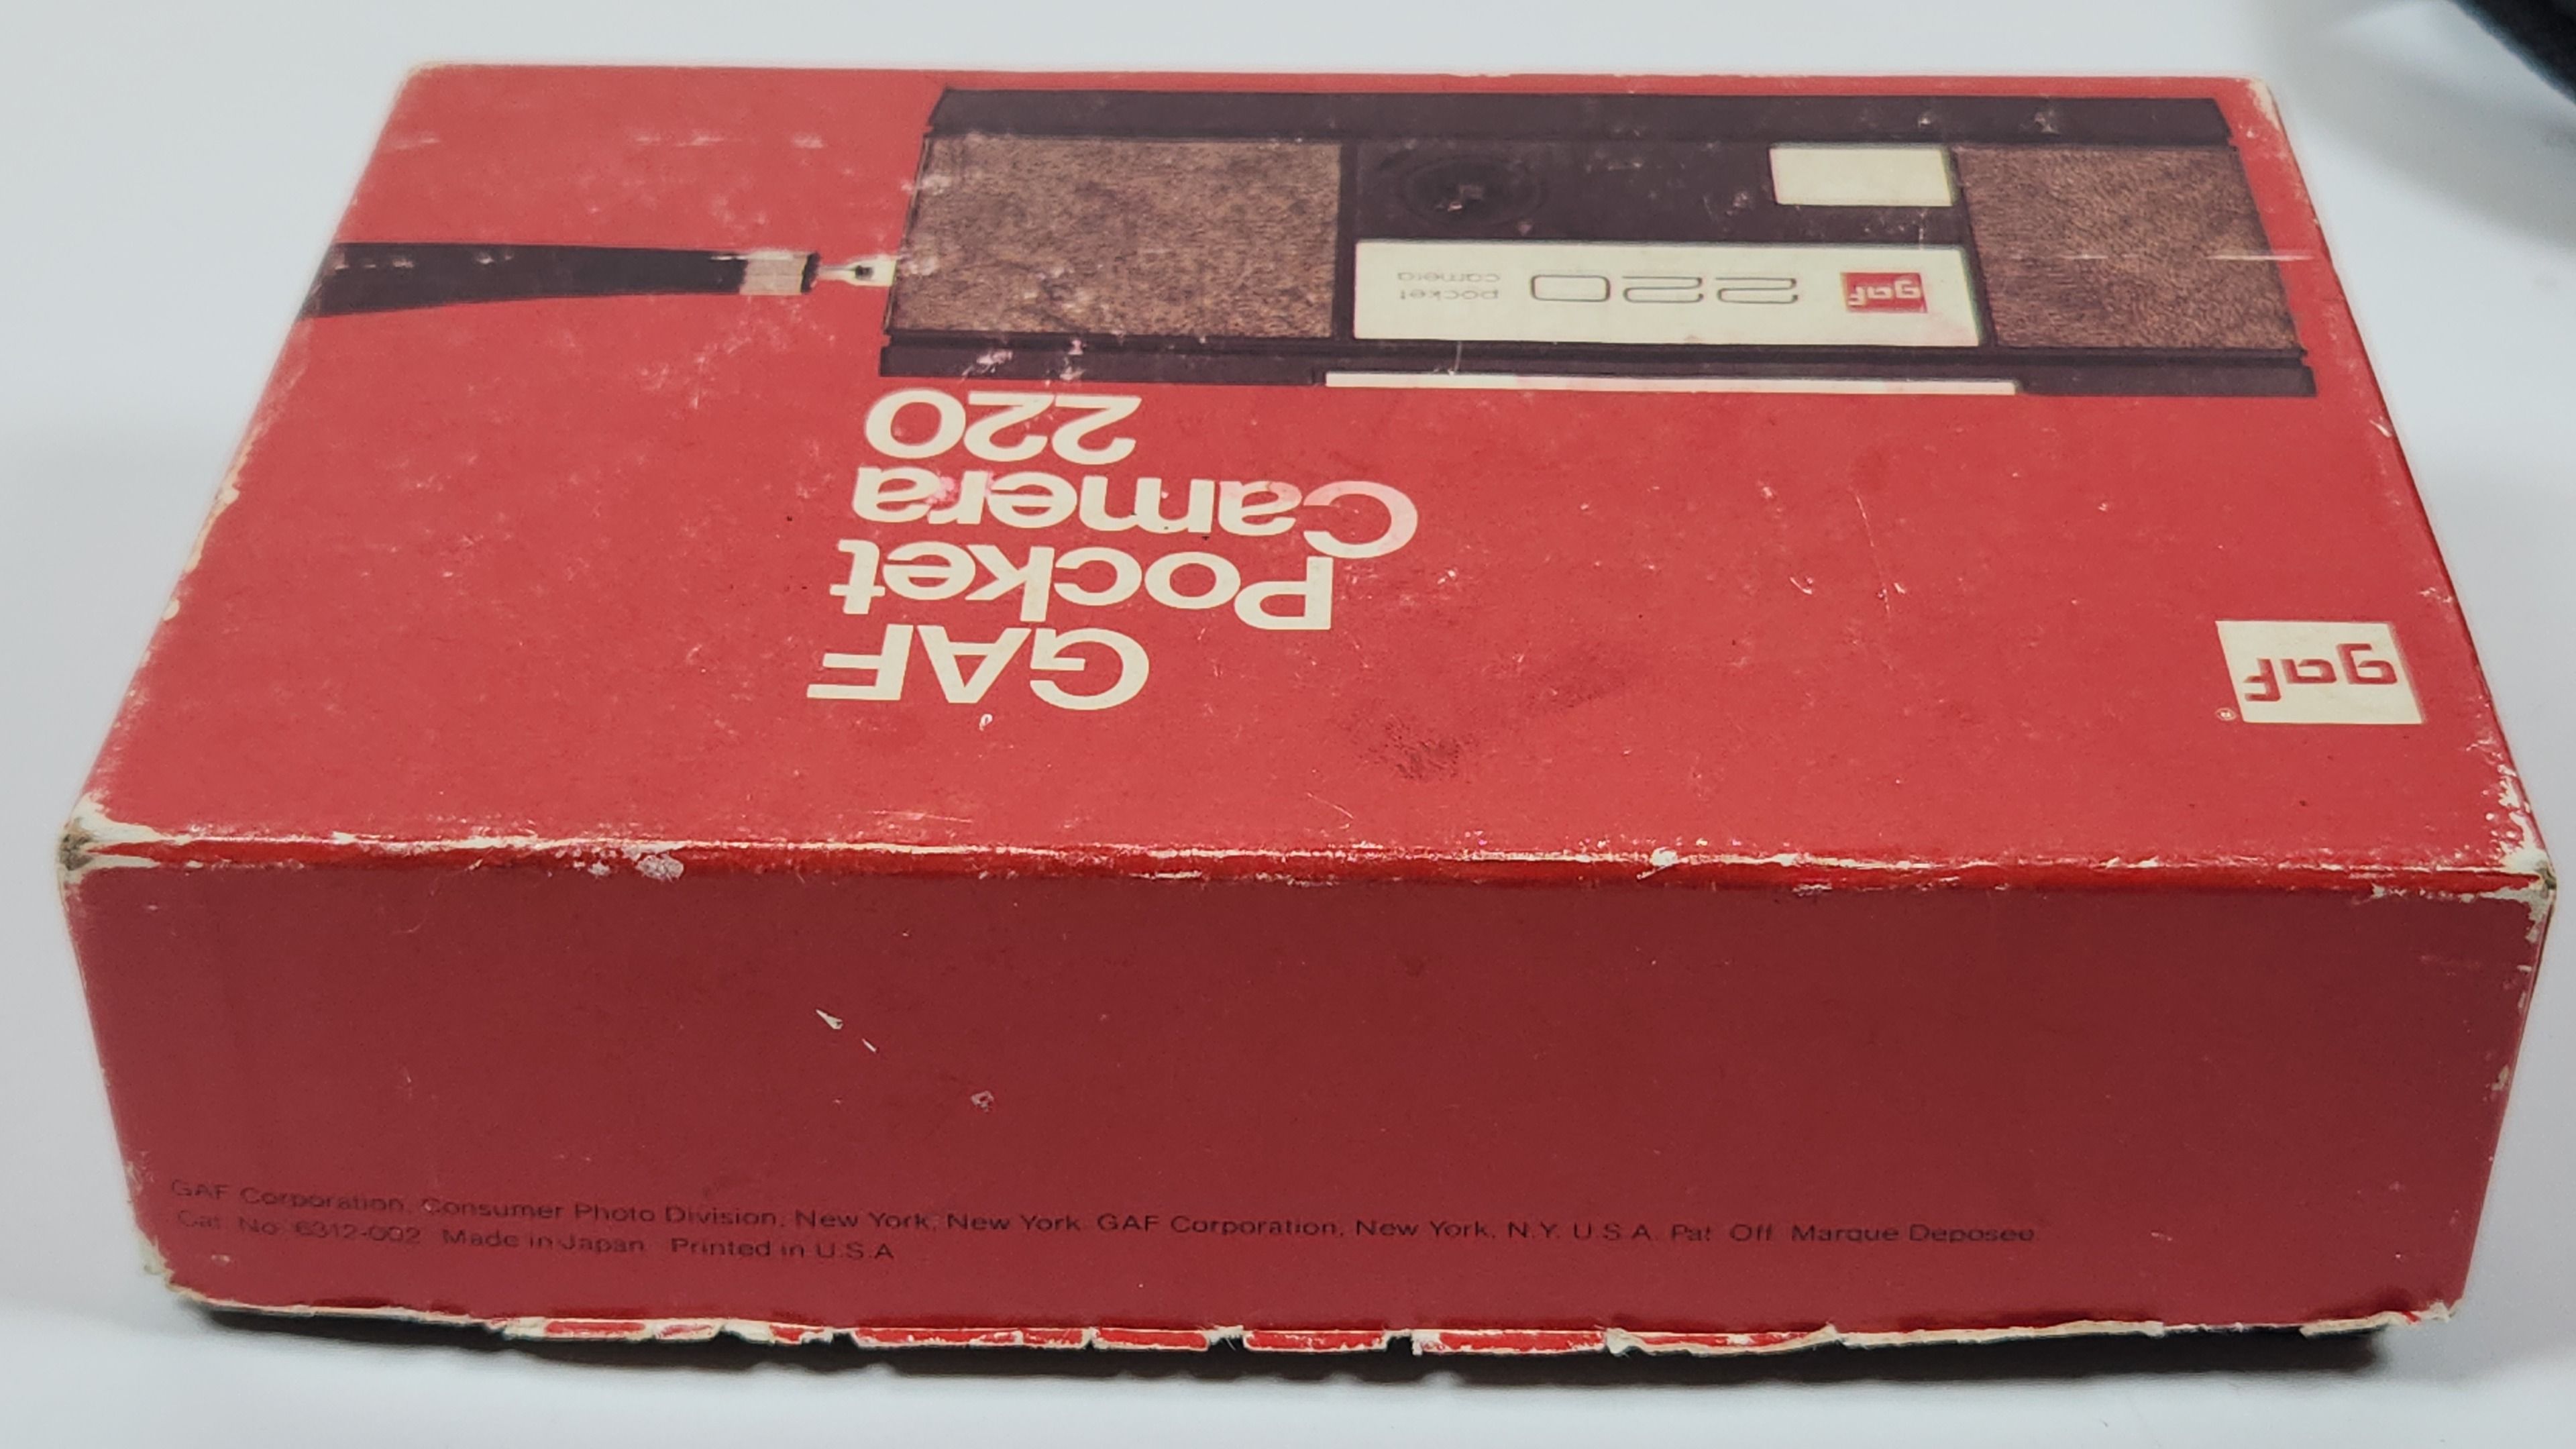 GAF
Pocket
Camera
220
gaf
®
gaf 220 pocket
camera
GAF Corporation, Consumer Photo Division, New York, New York GAF Corporation, New York, N.Y. U.S.A. Pat. Off. Marque Deposee
Cat. No. 6312-002 Made in Japan Printed in U.S.A